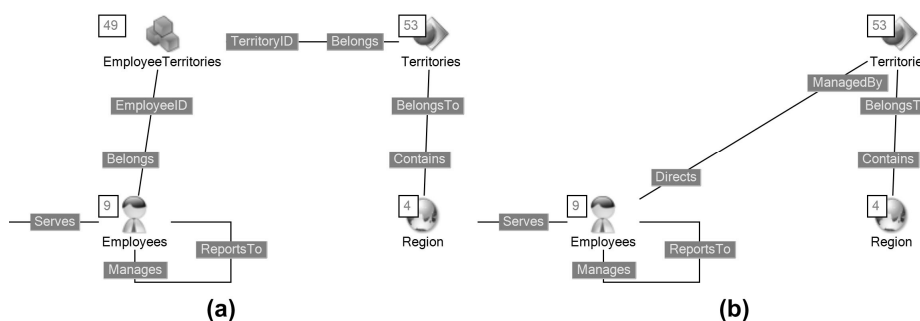 49
53
53
TerritoryID
Belongs
EmployeeTerritories
Territories
Territories
ManagedBy
EmployeeID
BelongsTo
BelongsT
Belongs
Contains
Contains
Directs
9
4
9
4
Serves
Serves
Employees
ReportsTo
Region
Employees
ReportsTo
Region
Manages
Manages
(a)
(b)